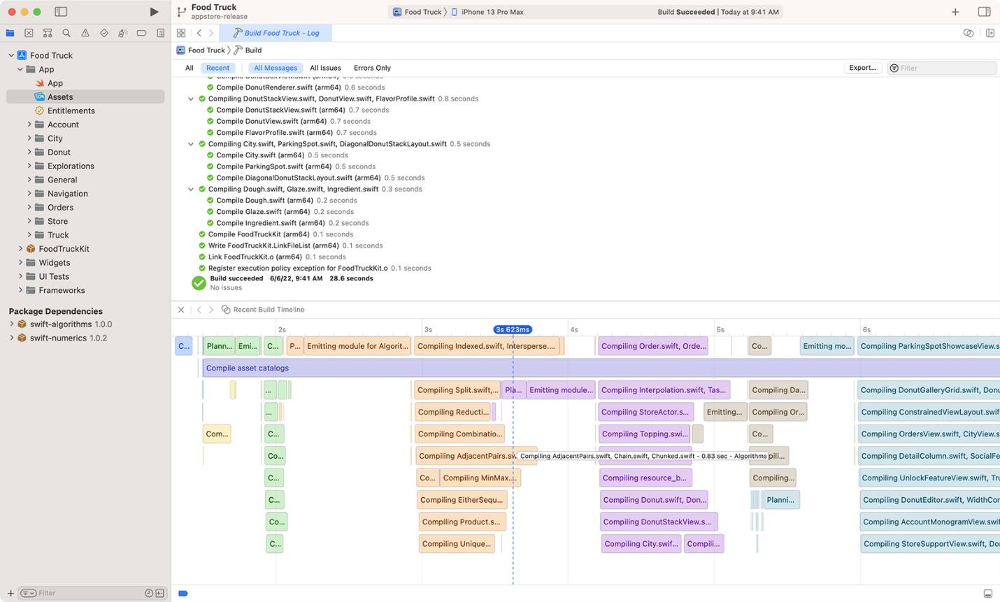 Food Truck
appstore-release
Food Truck
iPhone 13 Pro Max
Build Succeeded | Today at 9:41 AM
Build Food Truck - Log
Food Truck
Build
All
Recent
All Messages
All Issues
Errors Only
Export...
Filter
Food Truck
App
App
Assets
Entitlements
Account
City
Donut
Explorations
General
Navigation
Orders
Store
Truck
FoodTruckKit
Widgets
UI Tests
Frameworks
Package Dependencies
swift-algorithms 1.0.0
swift-numerics 1.0.2
Filter
Compile DonutRenderer.swift (arm64) 0.6 seconds
Compiling DonutStackView.swift, DonutView.swift, FlavorProfile.swift 0.8 seconds
Compile DonutStackView.swift (arm64) 0.7 seconds
Compile DonutView.swift (arm64) 0.7 seconds
Compile FlavorProfile.swift (arm64) 0.7 seconds
Compiling City.swift, ParkingSpot.swift, DiagonalDonutStackLayout.swift 0.5 seconds
Compile City.swift (arm64) 0.5 seconds
Compile ParkingSpot.swift (arm64) 0.5 seconds
Compile DiagonalDonutStackLayout.swift (arm64) 0.5 seconds
Compiling Dough.swift, Glaze.swift, Ingredient.swift 0.3 seconds
Compile Dough.swift (arm64) 0.2 seconds
Compile Glaze.swift (arm64) 0.2 seconds
Compile Ingredient.swift (arm64) 0.2 seconds
Compile FoodTruckKit (arm64) 0.1 seconds
Write FoodTruckKit.LinkFileList (arm64) 0.1 seconds
Link FoodTruckKit.o (arm64) 0.1 seconds
Register execution policy exception for FoodTruckKit.o 0.1 seconds
Build succeeded 6/6/22, 9:41 AM 28.6 seconds
No issues
Recent Build Timeline
2s 3s 3s 623ms 4s 5s 6s
C... Plann... Emi... C... P... Emitting module for Algorit... Compiling Indexed.swift, Intersperse.... Compiling Order.swift, Orde... Co... Emitting mo... Compiling ParkingSpotShowcaseView.s
Compile asset catalogs
... Compiling Split.swift,... Pla... Emitting module... Compiling Interpolation.swift, Tas... Compiling Da... Compiling DonutGalleryGrid.swift, Donu
... Compiling Reducti... Compiling StoreActor.s... Emitting... Compiling Or... Compiling ConstrainedViewLayout.swif
Com... C... Compiling Combinatio... Compiling Topping.swi... Co... Compiling OrdersView.swift, CityView.s
Co... Compiling AdjacentPairs.sw Compiling AdjacentPairs.swift, Chain.swift, Chunked.swift - 0.83 sec - Algorithms pili... Compiling DetailColumn.swift, SocialFe
C... Co... Compiling MinMax.... Compiling resource_b... Compiling... Compiling UnlockFeatureView.swift, Tru
C... Compiling EitherSequ... Compiling Donut.swift, Don... Planni... Compiling DonutEditor.swift, WidthCon
Co... Compiling Product.s... Compiling DonutStackView.s... Compiling AccountMonogramView.swif
C... Compiling Unique... Compiling City.swif... Compili... Compiling StoreSupportView.swift, Do